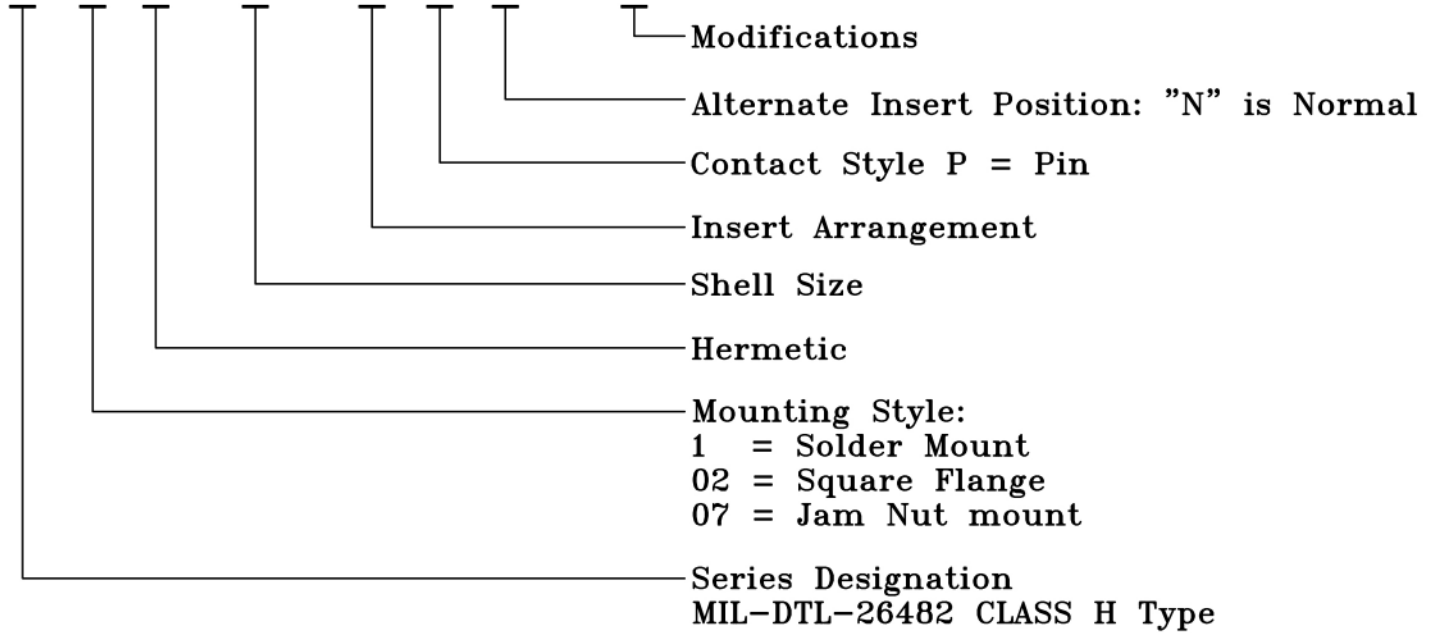 Modifications
Alternate Insert Position: ”N” is Normal
Contact Style P = Pin
Insert Arrangement
Shell Size
Hermetic
Mounting Style:
1 = Solder Mount
02 = Square Flange
07 = Jam Nut mount
Series Designation
MIL-DTL-26482 CLASS H Type